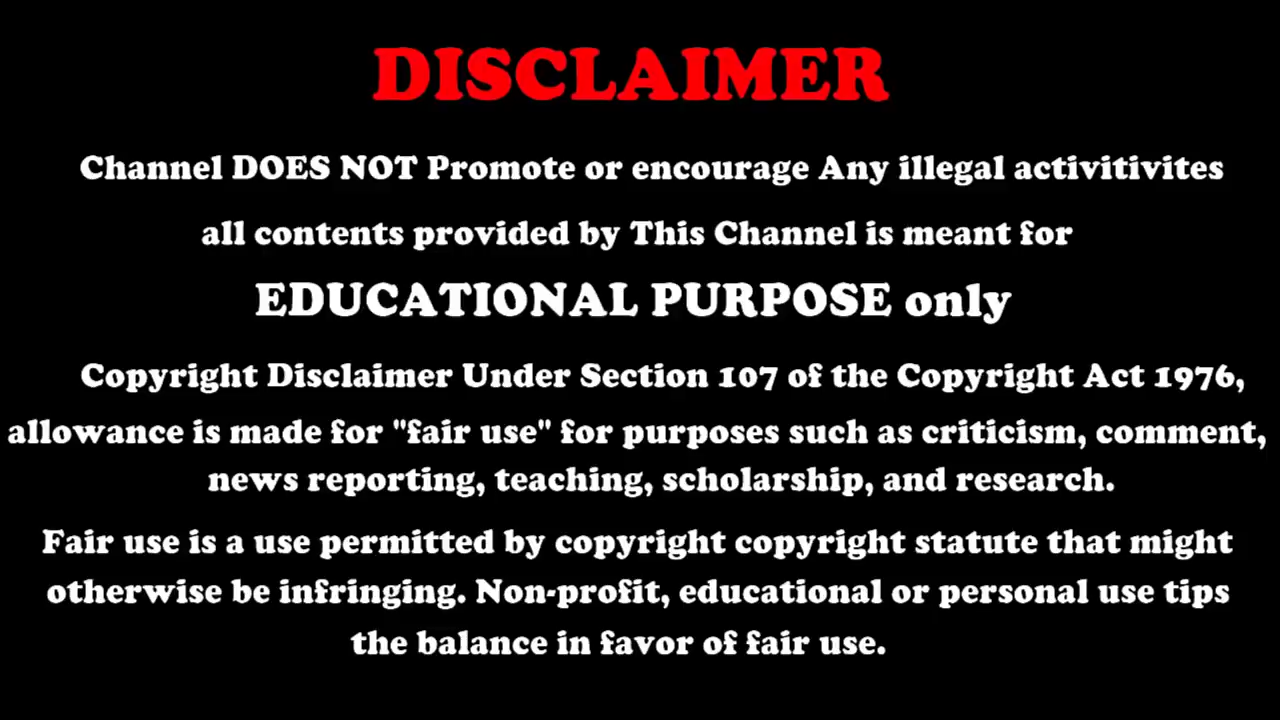 DISCLAIMER
Channel DOES NOT Promote or encourage Any illegal activitivites
all contents provided by This Channel is meant for
EDUCATIONAL PURPOSE only
Copyright Disclaimer Under Section 107 of the Copyright Act 1976,
allowance is made for "fair use" for purposes such as criticism, comment,
news reporting, teaching, scholarship, and research.
Fair use is a use permitted by copyright copyright statute that might
otherwise be infringing. Non-profit, educational or personal use tips
the balance in favor of fair use.